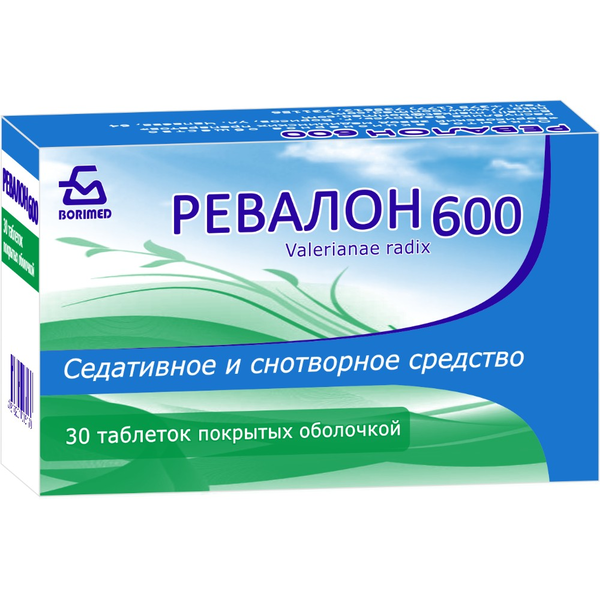 РЕВАЛОН 600
BORIMED
РЕВАЛОН 600
Valerianae radix
Седативное и снотворное средство
30 таблеток покрытых оболочкой
РЕВАЛОН 600
30 таблеток
покрытых оболочкой